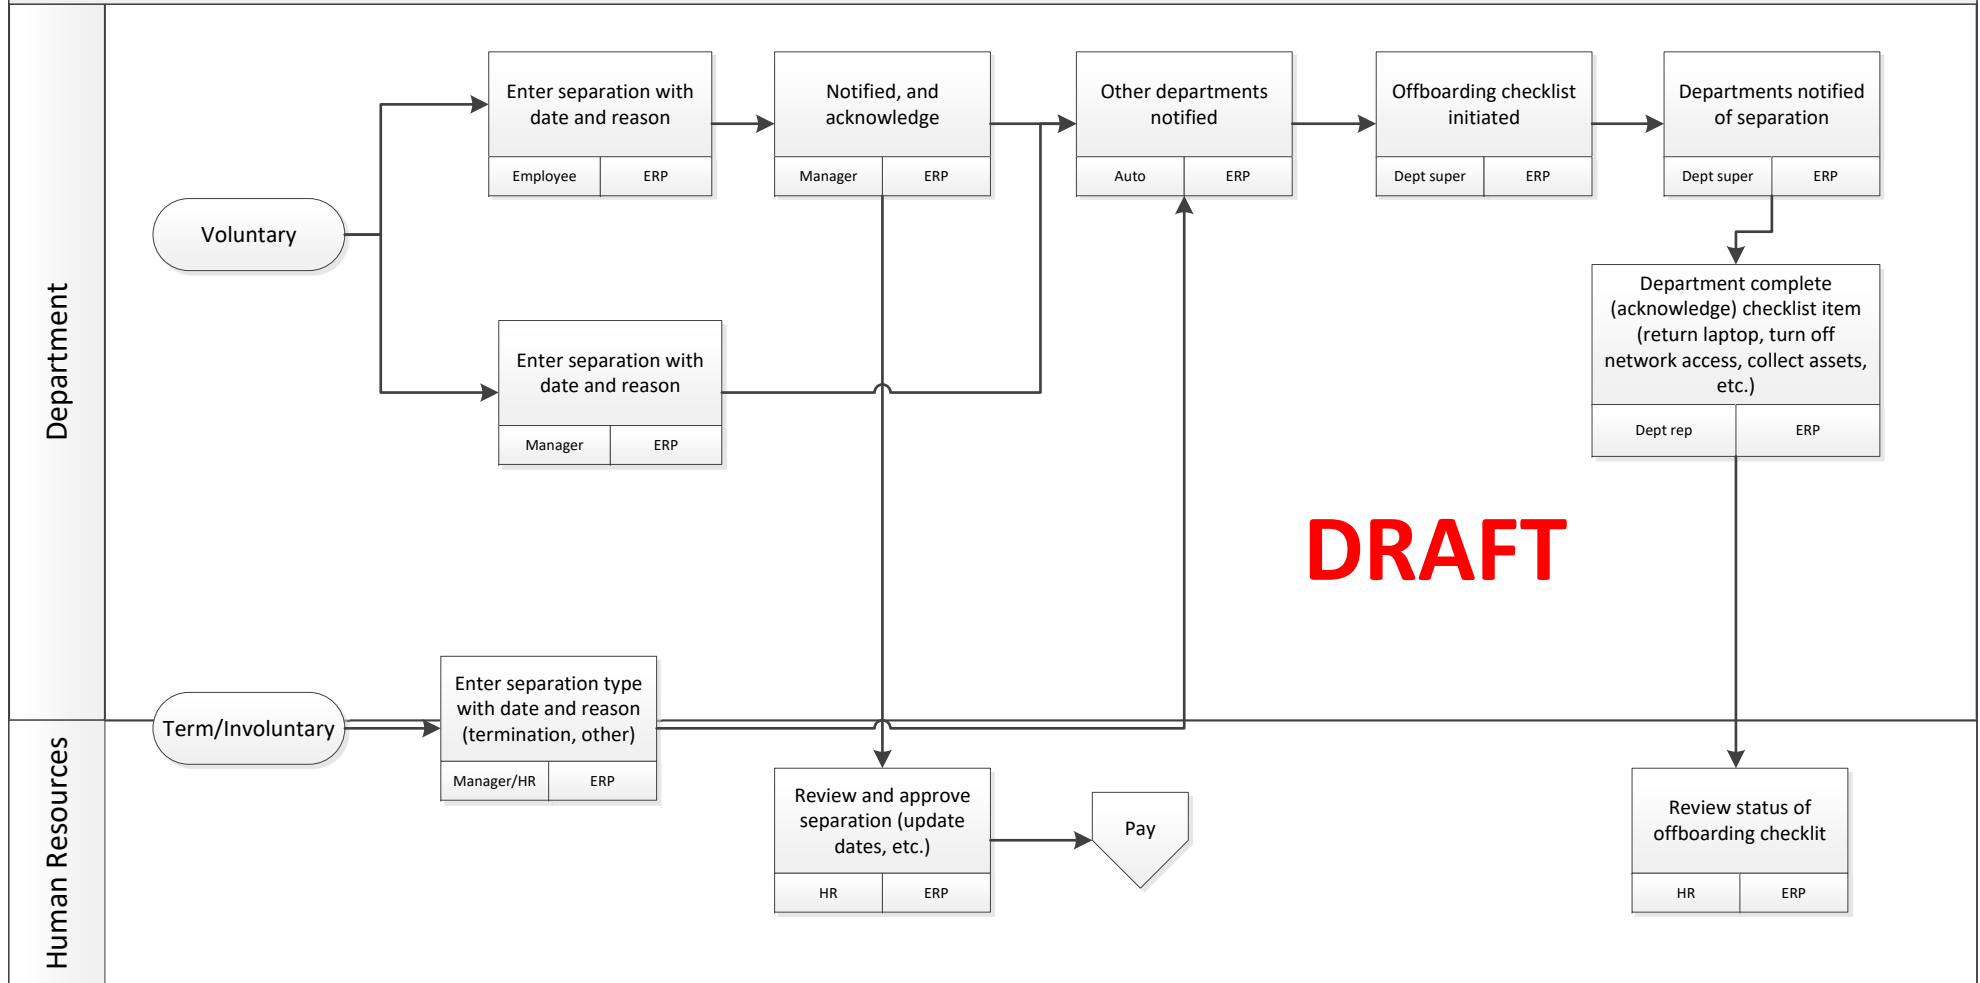 Department
Human Resources
Enter separation with
date and reason
Employee
ERP
Notified, and
acknowledge
Manager
ERP
Other departments
notified
Auto
ERP
Offboarding checklist
initiated
Dept super
ERP
Departments notified
of separation
Dept super
ERP
Voluntary
Department complete
(acknowledge) checklist item
(return laptop, turn off
network access, collect assets,
etc.)
Dept rep
ERP
Enter separation with
date and reason
Manager
ERP
DRAFT
Term/Involuntary
Enter separation type
with date and reason
(termination, other)
Manager/HR
ERP
Review and approve
separation (update
dates, etc.)
HR
ERP
Pay
Review status of
offboarding checklit
HR
ERP